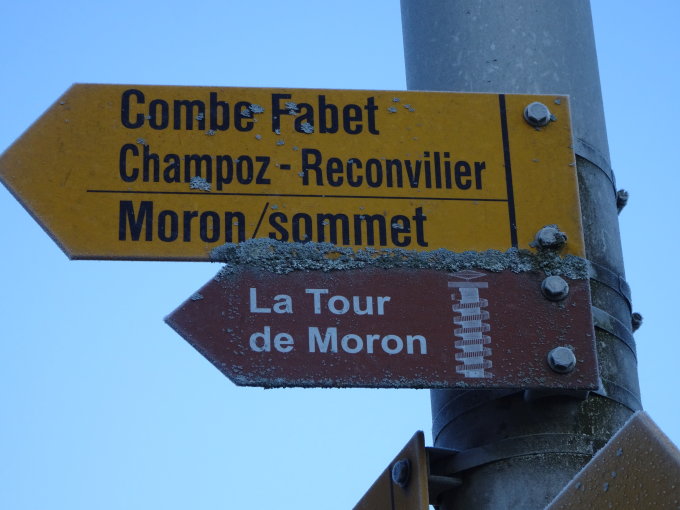 Combe Fabet
Champoz - Reconvilier
Moron/sommet
La Tour
de Moron